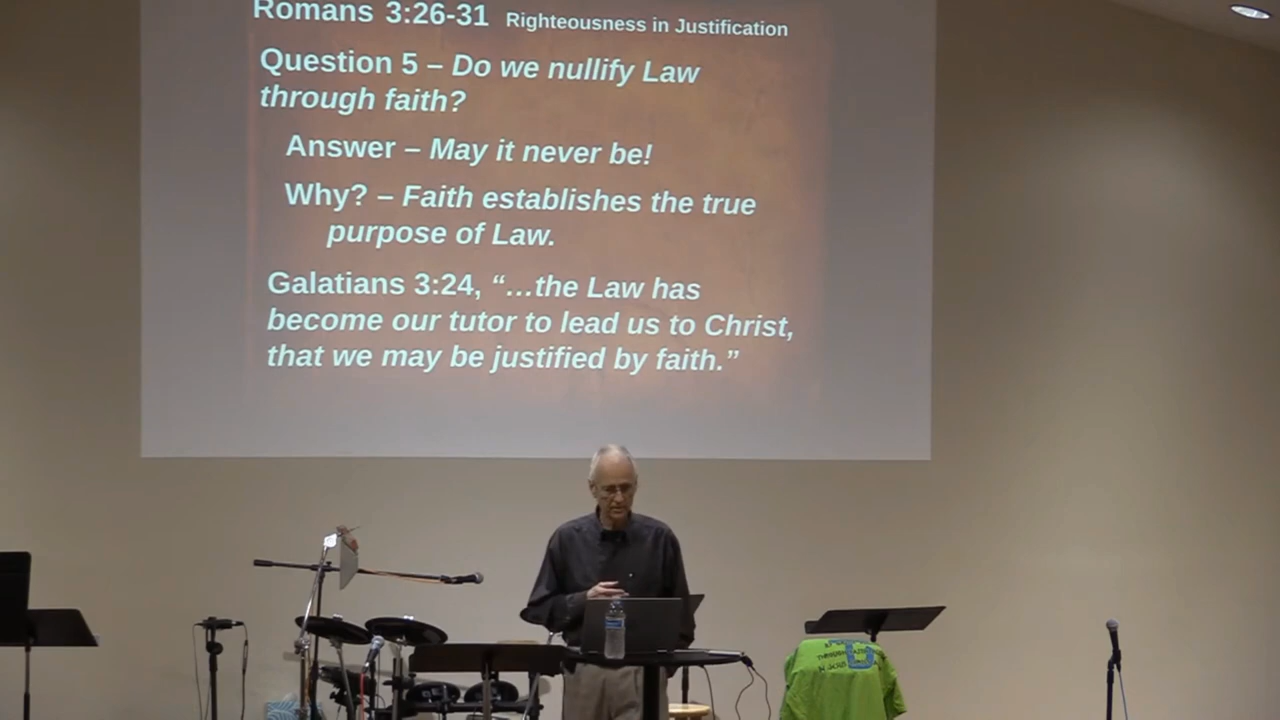 Romans 3:26-31 Righteousness in Justification
Question 5 – Do we nullify Law
through faith?
Answer – May it never be!
Why? – Faith establishes the true
purpose of Law.
Galatians 3:24, “…the Law has
become our tutor to lead us to Christ,
that we may be justified by faith.”
THROUGH